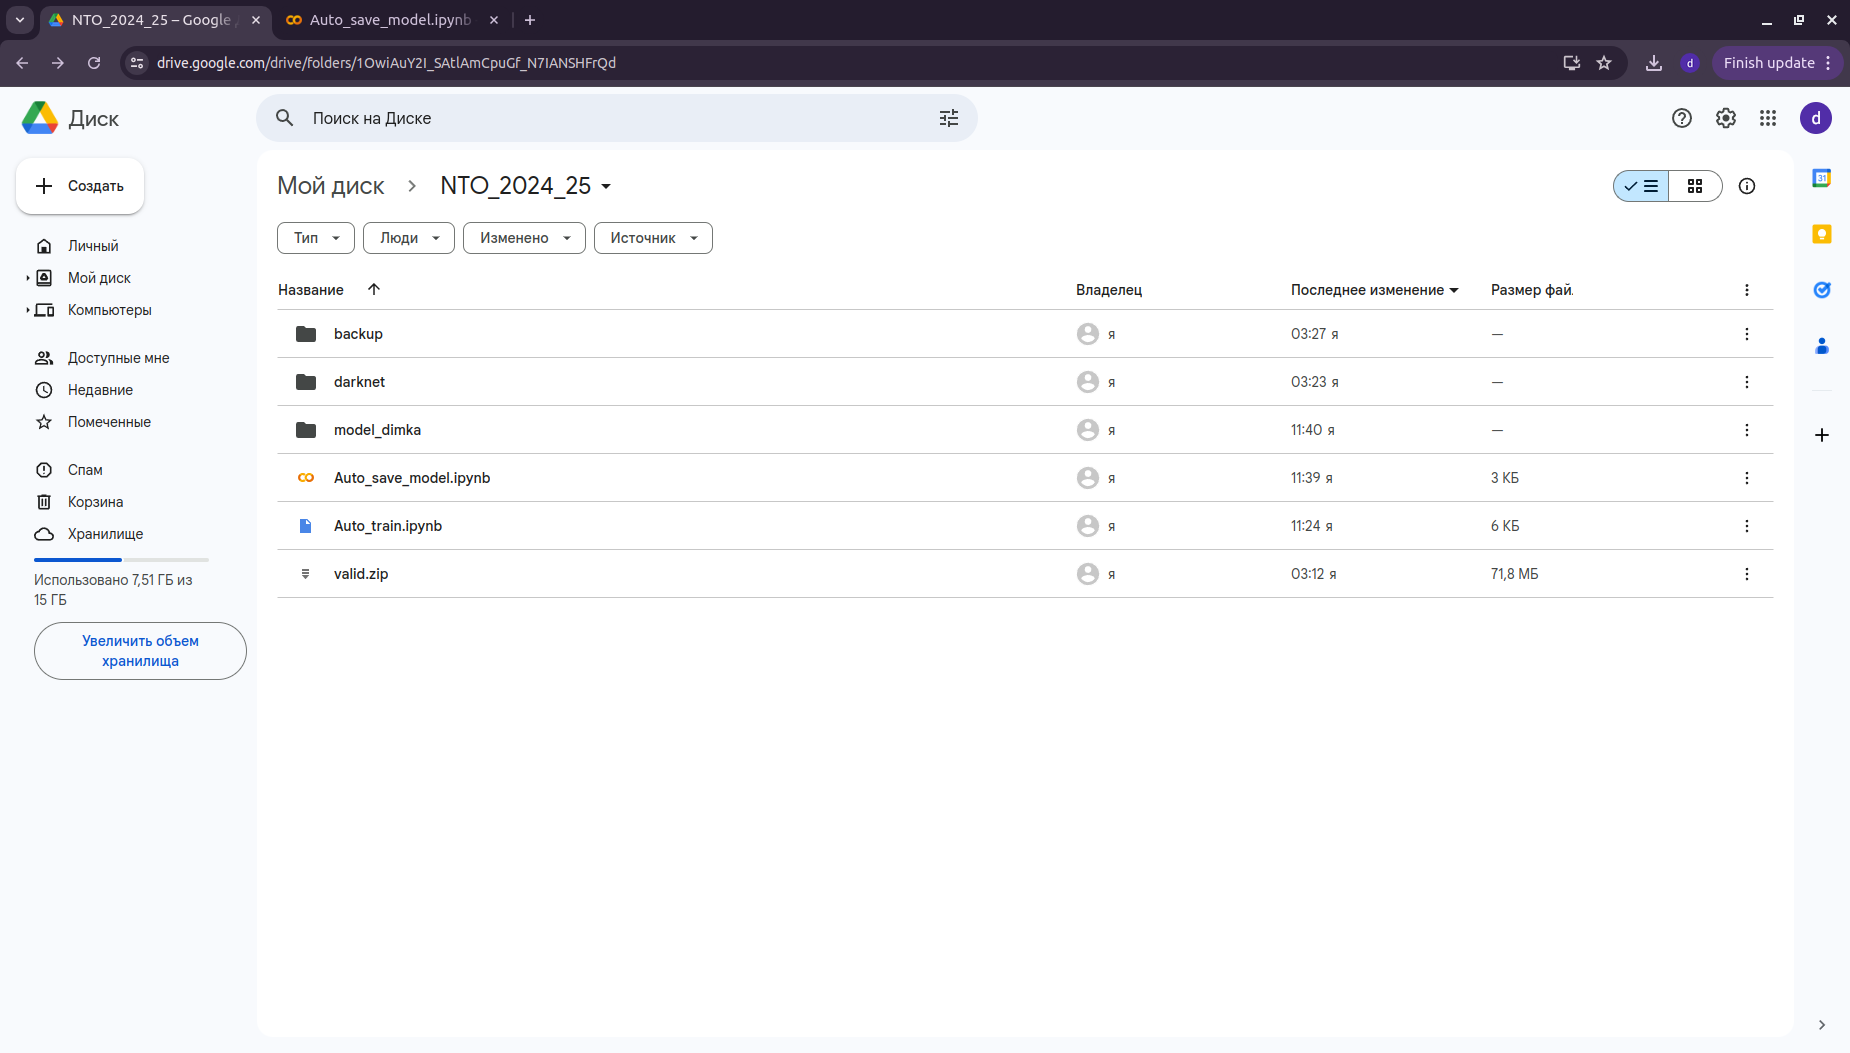 NTO_2024_25 – Google
Auto_save_model.ipynb
drive.google.com/drive/folders/1OwiAuY2I_SAtlAmCpuGf_N7IANSHFrQd
d
Finish update
Диск
Поиск на Диске
d
Создать
Мой диск
NTO_2024_25
Тип
Люди
Изменено
Источник
Личный
Мой диск
Компьютеры
Доступные мне
Недавние
Помеченные
Спам
Корзина
Хранилище
Использовано 7,51 ГБ из
15 ГБ
Увеличить объем
хранилища
Название Владелец Последнее изменение Размер фай.
backup я 03:27 я —
darknet я 03:23 я —
model_dimka я 11:40 я —
Auto_save_model.ipynb я 11:39 я 3 КБ
Auto_train.ipynb я 11:24 я 6 КБ
valid.zip я 03:12 я 71,8 МБ
31